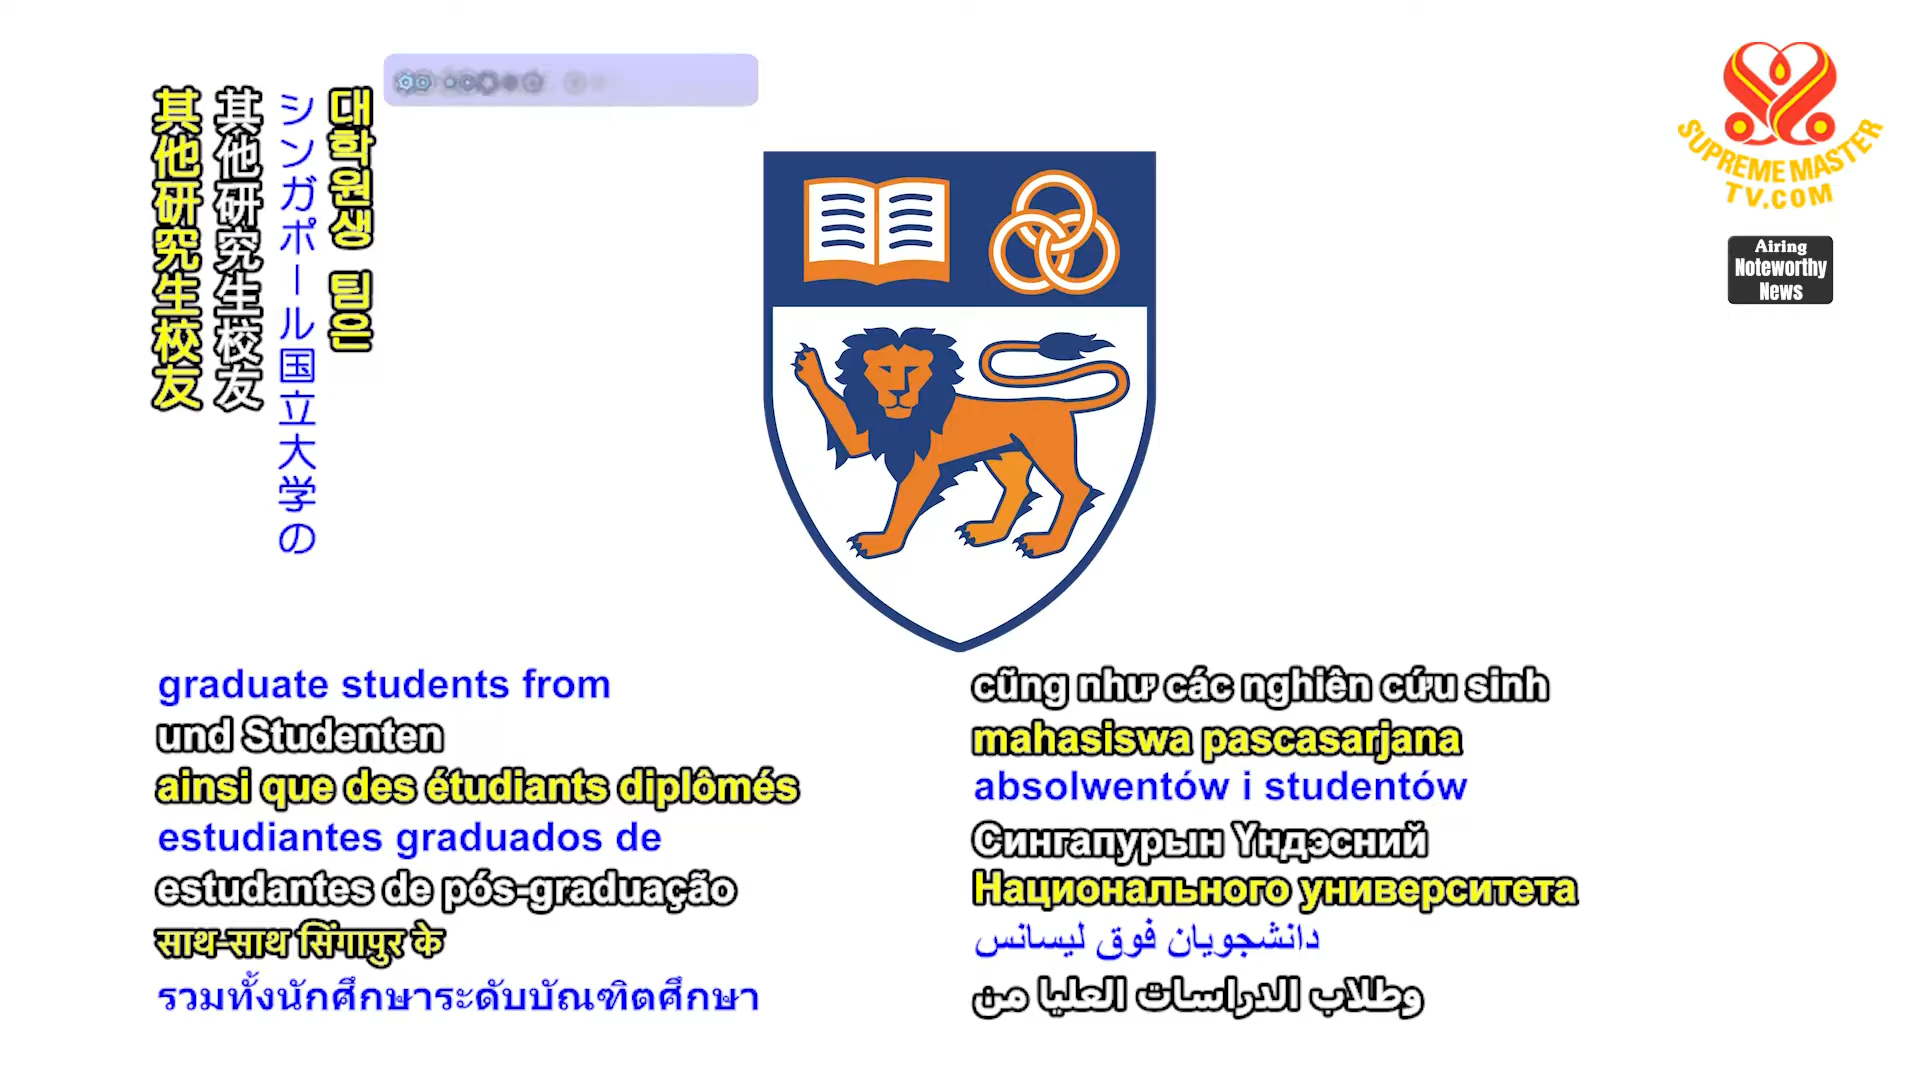 其他研究生校友
其他研究生校友
シンガポール国立大学の
대학원생 팀은
SUPREME MASTER
TV.COM
Airing
Noteworthy
News
graduate students from
und Studenten
ainsi que des étudiants diplômés
estudiantes graduados de
estudantes de pós-graduação
साथ-साथ सिंगापुर के
รวมทั้งนักศึกษาระดับบัณฑิตศึกษา
cũng như các nghiên cứu sinh
mahasiswa pascasarjana
absolwentów i studentów
Сингапурын Үндэсний
Национального университета
دانشجویان فوق لیسانس
وطلاب الدراسات العليا من